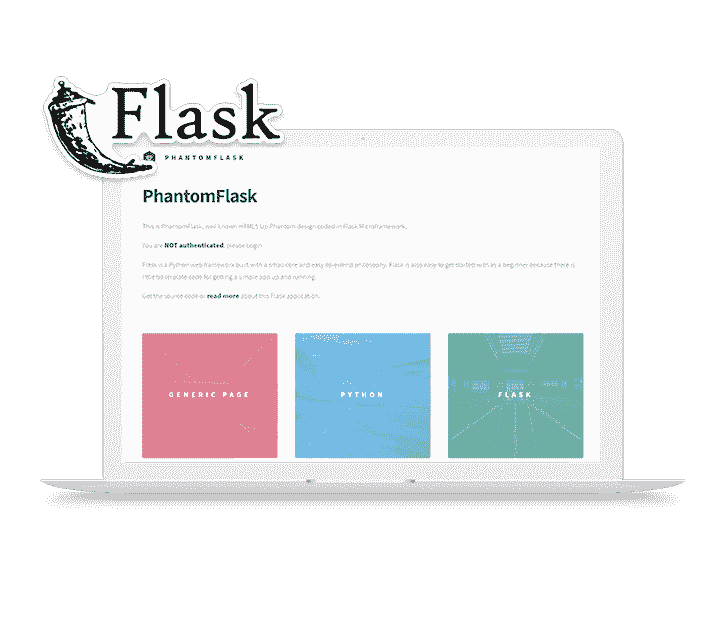 Flask
PHANTOMFLASK
PhantomFlask
This is PhantomFlask, well known HTML5 Up Phantom design coded in Flask Microframework.
You are NOT authenticated, please Login
Flask is a Python web framework built with a small core and easy-to-extend philosophy. Flask is also easy to get started with as a beginner because there is
little boilerplate code for getting a simple app up and running.
Get the source code or read more about this Flask application.
GENERIC PAGE
PYTHON
FLASK